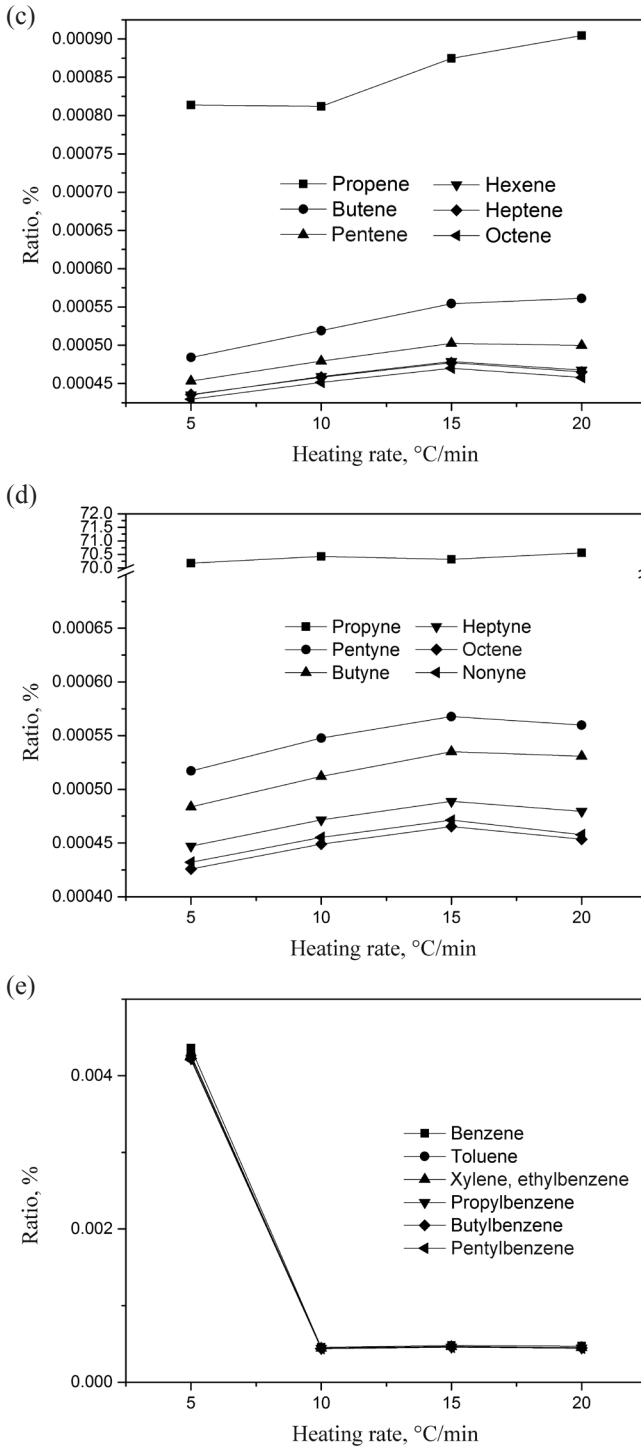 (c)
0.00090
0.00085
0.00080
0.00075
0.00070
0.00065
0.00060
0.00055
0.00050
0.00045
Ratio, %
Propene Hexene
Butene Heptene
Pentene Octene
5 10 15 20
Heating rate, °C/min
(d)
72.0
71.5
71.0
70.5
70.0
0.00065
0.00060
0.00055
0.00050
0.00045
0.00040
Ratio, %
Propyne Heptyne
Pentyne Octene
Butyne Nonyne
5 10 15 20
Heating rate, °C/min
(e)
0.004
0.002
0.000
Ratio, %
Benzene
Toluene
Xylene, ethylbenzene
Propylbenzene
Butylbenzene
Pentylbenzene
5 10 15 20
Heating rate, °C/min